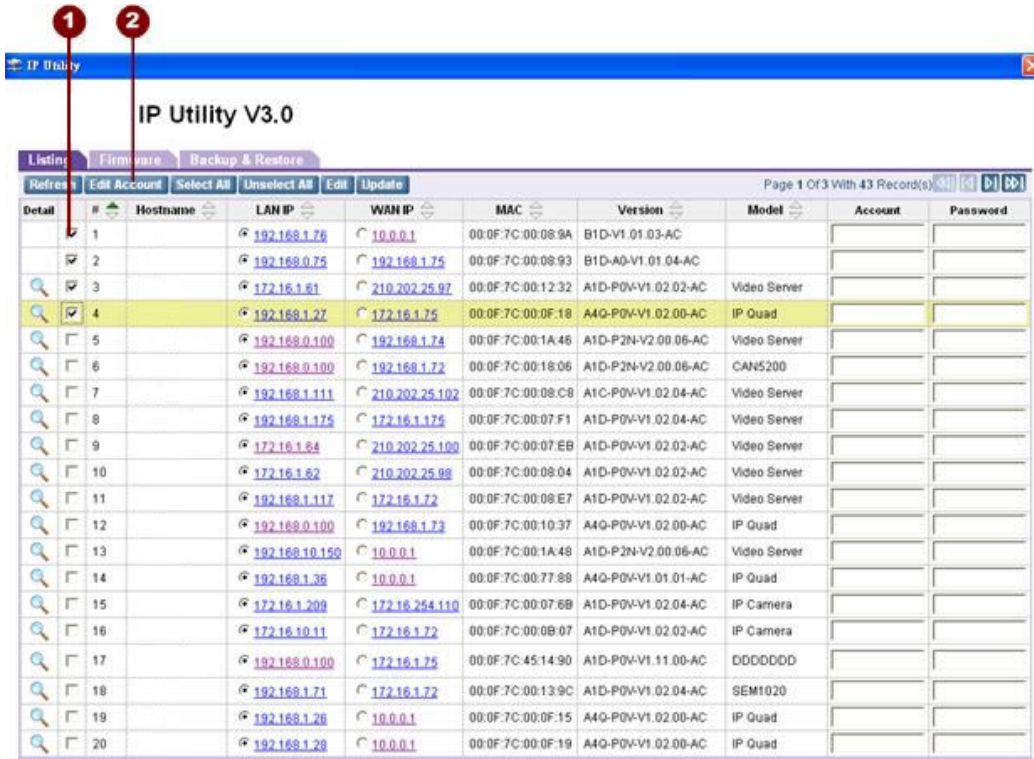 1 2
IP Utility
IP Utility V3.0
Listing Firmware Backup & Restore
Refresh Edit Account Select All Unselect All Edit Update Page 1 Of 3 With 43 Record(s)
Detail # Hostname LAN IP WAN IP MAC Version Model Account Password
1 192.168.1.76 10.0.0.1 00:0F:7C:00:08:9A B1D-V1.01.03-AC
2 192.168.0.75 192.168.1.75 00:0F:7C:00:08:93 B1D-A0-V1.01.04-AC
3 172.16.1.61 210.202.25.97 00:0F:7C:00:12:32 A1D-P0V-V1.02.02-AC Video Server
4 192.168.1.27 172.16.1.75 00:0F:7C:00:0F:18 A4Q-P0V-V1.02.00-AC IP Quad
5 192.168.0.100 192.168.1.74 00:0F:7C:00:1A:46 A1D-P2N-V2.00.06-AC Video Server
6 192.168.0.100 192.168.1.72 00:0F:7C:00:18:06 A1D-P2N-V2.00.06-AC CAN5200
7 192.168.1.111 210.202.25.102 00:0F:7C:00:08:C8 A1C-P0V-V1.02.04-AC Video Server
8 192.168.1.175 172.16.1.175 00:0F:7C:00:07:F1 A1D-P0V-V1.02.04-AC Video Server
9 172.16.1.64 210.202.25.100 00:0F:7C:00:07:EB A1D-P0V-V1.02.02-AC Video Server
10 172.16.1.62 210.202.25.98 00:0F:7C:00:08:04 A1D-P0V-V1.02.02-AC Video Server
11 192.168.1.117 172.16.1.72 00:0F:7C:00:08:E7 A1D-P0V-V1.02.02-AC Video Server
12 192.168.0.100 192.168.1.73 00:0F:7C:00:10:37 A4Q-P0V-V1.02.00-AC IP Quad
13 192.168.10.150 10.0.0.1 00:0F:7C:00:1A:48 A1D-P2N-V2.00.06-AC Video Server
14 192.168.1.36 10.0.0.1 00:0F:7C:00:77:88 A4Q-P0V-V1.01.01-AC IP Quad
15 172.16.1.209 172.16.254.110 00:0F:7C:00:07:6B A1D-P0V-V1.02.04-AC IP Camera
16 172.16.10.11 172.16.1.72 00:0F:7C:00:0B:07 A1D-P0V-V1.02.02-AC IP Camera
17 192.168.0.100 172.16.1.75 00:0F:7C:45:14:90 A1D-P0V-V1.11.00-AC DDDDDDD
18 192.168.1.71 172.16.1.72 00:0F:7C:00:13:9C A1D-P0V-V1.02.04-AC SEM1020
19 192.168.1.26 10.0.0.1 00:0F:7C:00:0F:15 A4Q-P0V-V1.02.00-AC IP Quad
20 192.168.1.28 10.0.0.1 00:0F:7C:00:0F:19 A4Q-P0V-V1.02.00-AC IP Quad